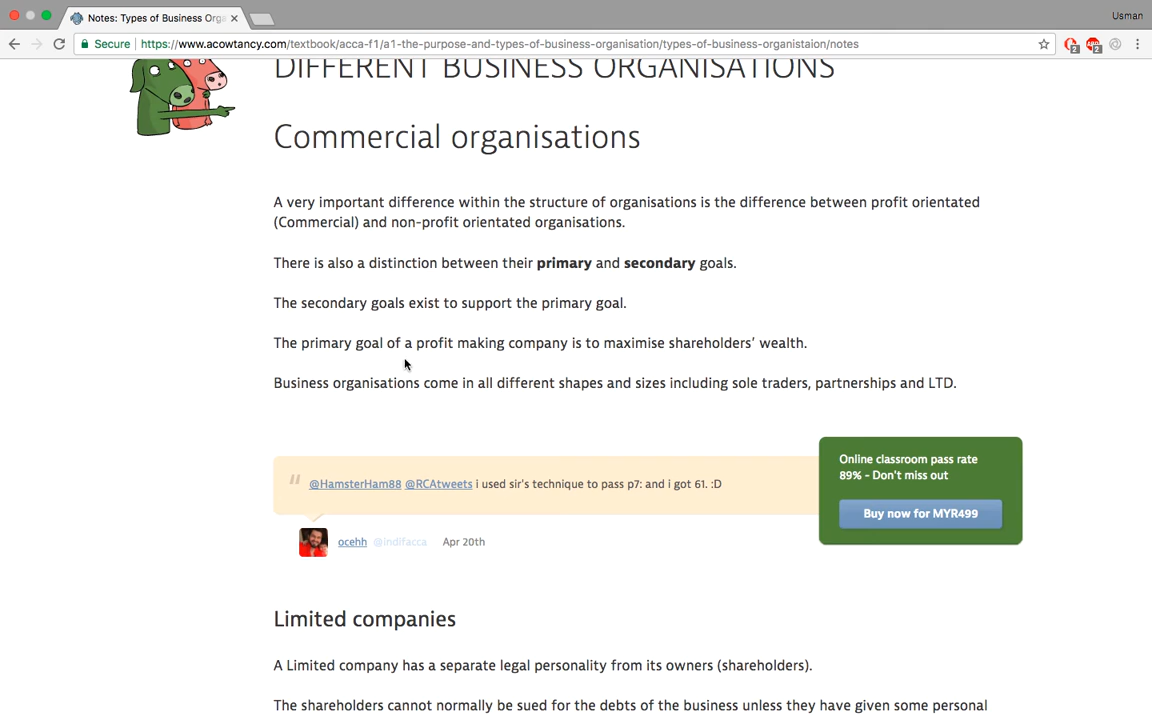 Notes: Types of Business Orga
Usman
Secure
https://www.acowtancy.com/textbook/acca-f1/a1-the-purpose-and-types-of-business-organisation/types-of-business-organistaion/notes
2
ABP
2
DIFFERENT BUSINESS ORGANISATIONS
Commercial organisations
A very important difference within the structure of organisations is the difference between profit orientated
(Commercial) and non-profit orientated organisations.
There is also a distinction between their primary and secondary goals.
The secondary goals exist to support the primary goal.
The primary goal of a profit making company is to maximise shareholders' wealth.
Business organisations come in all different shapes and sizes including sole traders, partnerships and LTD.
Online classroom pass rate
89% - Don't miss out
Buy now for MYR499
" @HamsterHam88 @RCAtweets i used sir's technique to pass p7: and i got 61. :D
ocehh @indifacca Apr 20th
Limited companies
A Limited company has a separate legal personality from its owners (shareholders).
The shareholders cannot normally be sued for the debts of the business unless they have given some personal